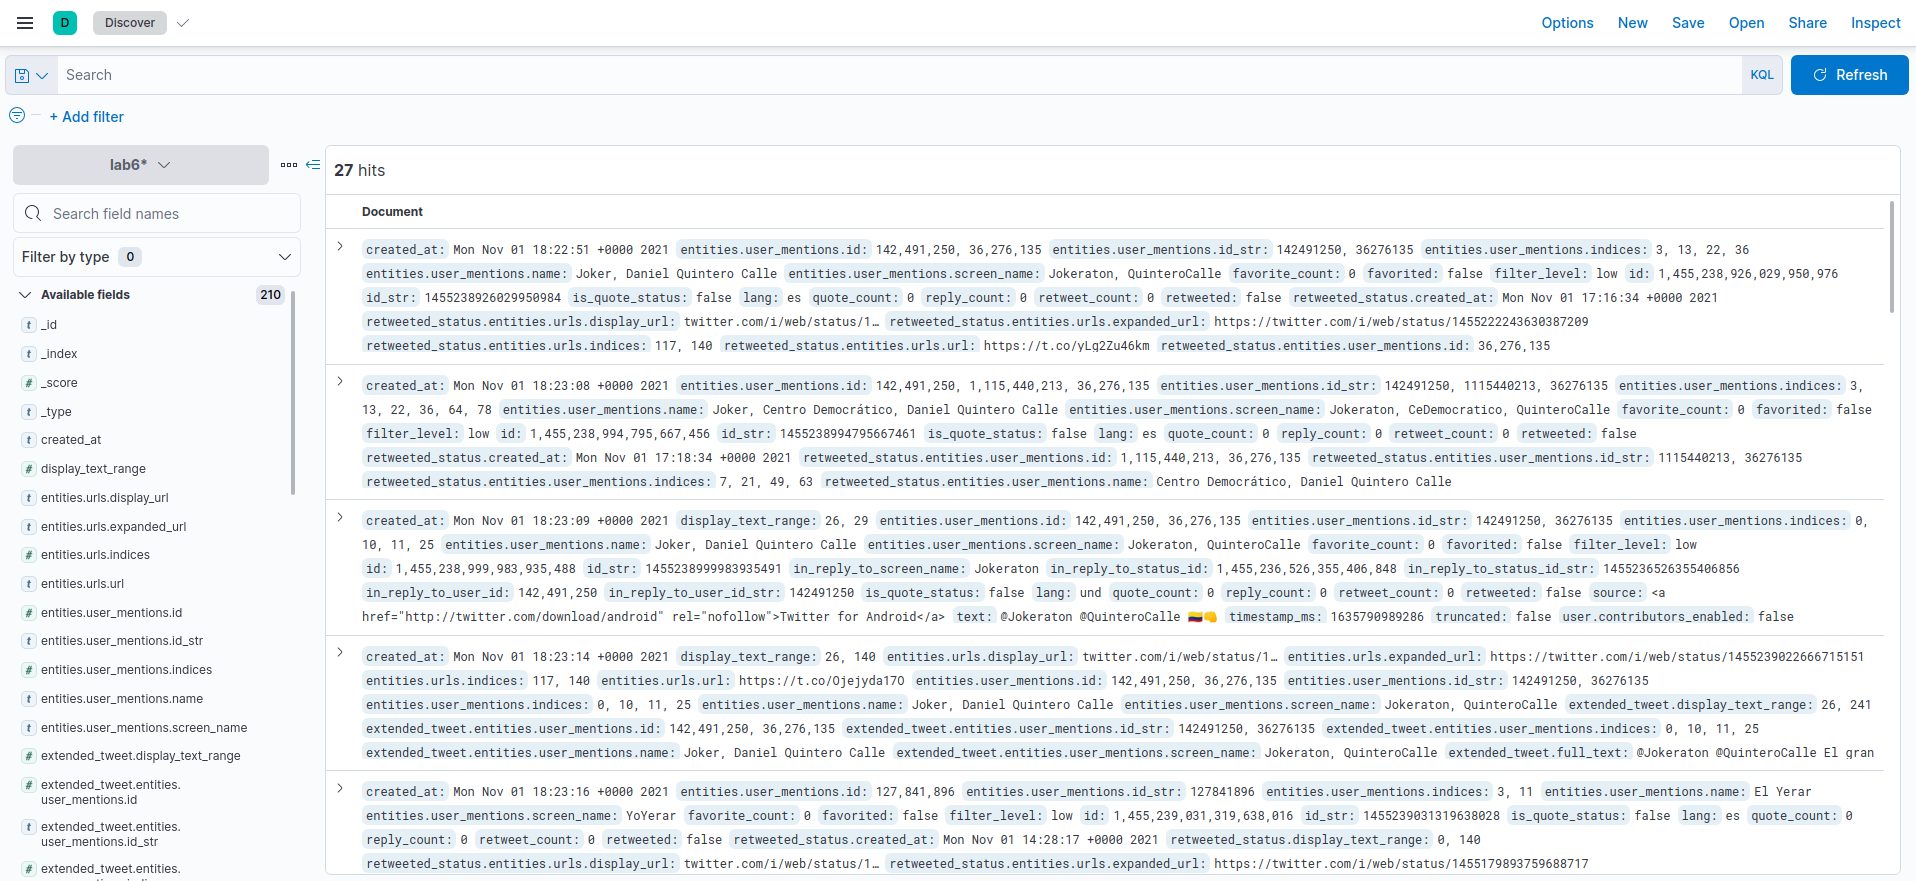 D Discover Options New Save Open Share Inspect
Search KQL Refresh
+ Add filter
lab6*
Search field names
Filter by type 0
Available fields 210
t _id
t _index
# _score
t _type
t created_at
# display_text_range
t entities.urls.display_url
t entities.urls.expanded_url
# entities.urls.indices
t entities.urls.url
# entities.user_mentions.id
t entities.user_mentions.id_str
# entities.user_mentions.indices
t entities.user_mentions.name
t entities.user_mentions.screen_name
# extended_tweet.display_text_range
# extended_tweet.entities.
user_mentions.id
t extended_tweet.entities.
user_mentions.id_str
# extended_tweet.entities.
27 hits
Document
created_at: Mon Nov 01 18:22:51 +0000 2021 entities.user_mentions.id: 142,491,250, 36,276,135 entities.user_mentions.id_str: 142491250, 36276135 entities.user_mentions.indices: 3, 13, 22, 36
entities.user_mentions.name: Joker, Daniel Quintero Calle entities.user_mentions.screen_name: Jokeraton, QuinteroCalle favorite_count: 0 favorited: false filter_level: low id: 1,455,238,926,029,950,976
id_str: 1455238926029950984 is_quote_status: false lang: es quote_count: 0 reply_count: 0 retweet_count: 0 retweeted: false retweeted_status.created_at: Mon Nov 01 17:16:34 +0000 2021
retweeted_status.entities.urls.display_url: twitter.com/i/web/status/1… retweeted_status.entities.urls.expanded_url: https://twitter.com/i/web/status/1455222243630387209
retweeted_status.entities.urls.indices: 117, 140 retweeted_status.entities.urls.url: https://t.co/yLg2Zu46km retweeted_status.entities.user_mentions.id: 36,276,135
created_at: Mon Nov 01 18:23:08 +0000 2021 entities.user_mentions.id: 142,491,250, 1,115,440,213, 36,276,135 entities.user_mentions.id_str: 142491250, 1115440213, 36276135 entities.user_mentions.indices: 3,
13, 22, 36, 64, 78 entities.user_mentions.name: Joker, Centro Democrático, Daniel Quintero Calle entities.user_mentions.screen_name: Jokeraton, CeDemocratico, QuinteroCalle favorite_count: 0 favorited: false
filter_level: low id: 1,455,238,994,795,667,456 id_str: 1455238994795667461 is_quote_status: false lang: es quote_count: 0 reply_count: 0 retweet_count: 0 retweeted: false
retweeted_status.created_at: Mon Nov 01 17:18:34 +0000 2021 retweeted_status.entities.user_mentions.id: 1,115,440,213, 36,276,135 retweeted_status.entities.user_mentions.id_str: 1115440213, 36276135
retweeted_status.entities.user_mentions.indices: 7, 21, 49, 63 retweeted_status.entities.user_mentions.name: Centro Democrático, Daniel Quintero Calle
created_at: Mon Nov 01 18:23:09 +0000 2021 display_text_range: 26, 29 entities.user_mentions.id: 142,491,250, 36,276,135 entities.user_mentions.id_str: 142491250, 36276135 entities.user_mentions.indices: 0,
10, 11, 25 entities.user_mentions.name: Joker, Daniel Quintero Calle entities.user_mentions.screen_name: Jokeraton, QuinteroCalle favorite_count: 0 favorited: false filter_level: low
id: 1,455,238,999,983,935,488 id_str: 1455238999983935491 in_reply_to_screen_name: Jokeraton in_reply_to_status_id: 1,455,236,526,355,406,848 in_reply_to_status_id_str: 1455236526355406856
in_reply_to_user_id: 142,491,250 in_reply_to_user_id_str: 142491250 is_quote_status: false lang: und quote_count: 0 reply_count: 0 retweet_count: 0 retweeted: false source: <a
href="http://twitter.com/download/android" rel="nofollow">Twitter for Android</a> text: @Jokeraton @QuinteroCalle 🇨🇴👊 timestamp_ms: 1635790989286 truncated: false user.contributors_enabled: false
created_at: Mon Nov 01 18:23:14 +0000 2021 display_text_range: 26, 140 entities.urls.display_url: twitter.com/i/web/status/1… entities.urls.expanded_url: https://twitter.com/i/web/status/1455239022666715151
entities.urls.indices: 117, 140 entities.urls.url: https://t.co/Ojejyda17O entities.user_mentions.id: 142,491,250, 36,276,135 entities.user_mentions.id_str: 142491250, 36276135
entities.user_mentions.indices: 0, 10, 11, 25 entities.user_mentions.name: Joker, Daniel Quintero Calle entities.user_mentions.screen_name: Jokeraton, QuinteroCalle extended_tweet.display_text_range: 26, 241
extended_tweet.entities.user_mentions.id: 142,491,250, 36,276,135 extended_tweet.entities.user_mentions.id_str: 142491250, 36276135 extended_tweet.entities.user_mentions.indices: 0, 10, 11, 25
extended_tweet.entities.user_mentions.name: Joker, Daniel Quintero Calle extended_tweet.entities.user_mentions.screen_name: Jokeraton, QuinteroCalle extended_tweet.full_text: @Jokeraton @QuinteroCalle El gran
created_at: Mon Nov 01 18:23:16 +0000 2021 entities.user_mentions.id: 127,841,896 entities.user_mentions.id_str: 127841896 entities.user_mentions.indices: 3, 11 entities.user_mentions.name: El Yerar
entities.user_mentions.screen_name: YoYerar favorite_count: 0 favorited: false filter_level: low id: 1,455,239,031,319,638,016 id_str: 1455239031319638028 is_quote_status: false lang: es quote_count: 0
reply_count: 0 retweet_count: 0 retweeted: false retweeted_status.created_at: Mon Nov 01 14:28:17 +0000 2021 retweeted_status.display_text_range: 0, 140
retweeted_status.entities.urls.display_url: twitter.com/i/web/status/1… retweeted_status.entities.urls.expanded_url: https://twitter.com/i/web/status/1455179893759688717